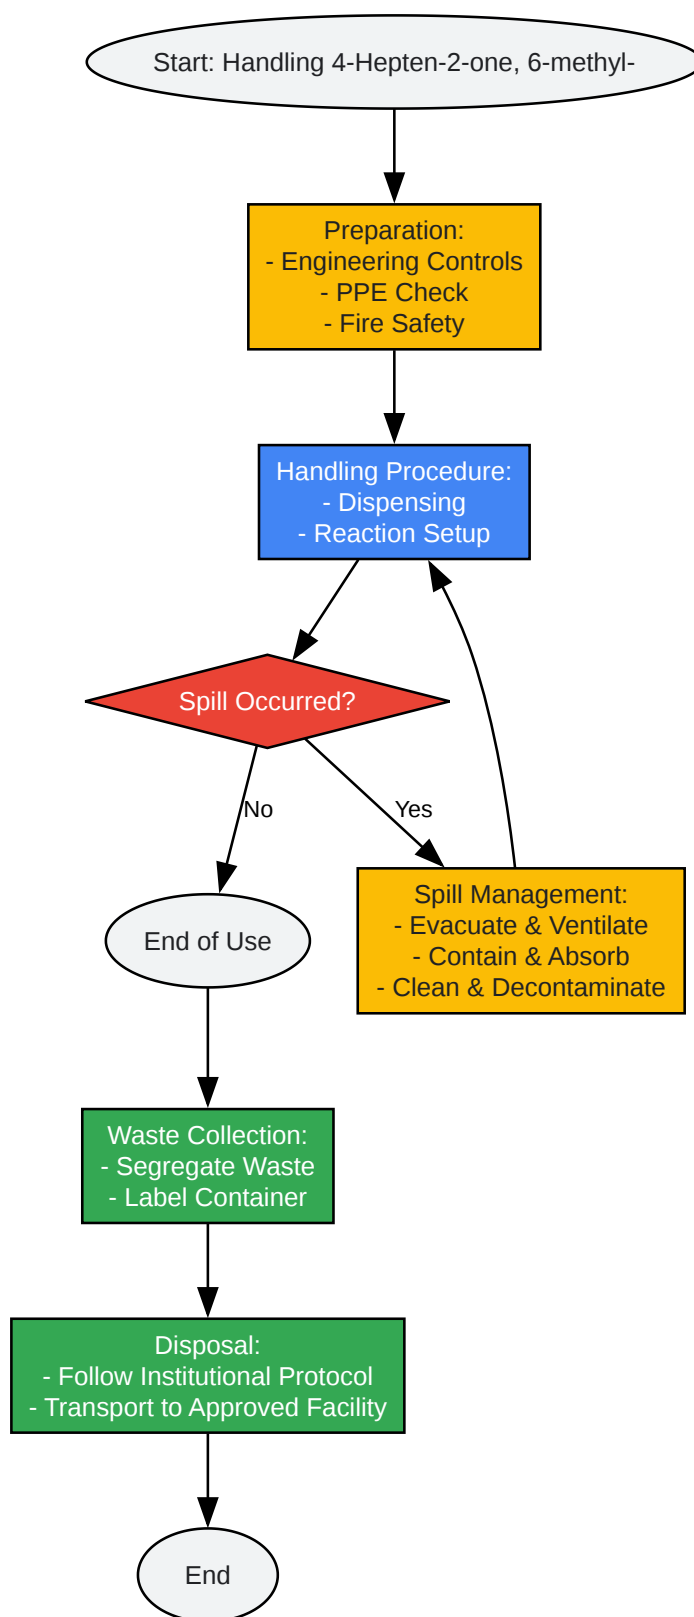 Start: Handling 4-Hepten-2-one, 6-methyl-
Preparation:
- Engineering Controls
- PPE Check
- Fire Safety
Handling Procedure:
- Dispensing
- Reaction Setup
Spill Occurred?
No
Yes
Spill Management:
- Evacuate & Ventilate
- Contain & Absorb
- Clean & Decontaminate
End of Use
Waste Collection:
- Segregate Waste
- Label Container
Disposal:
- Follow Institutional Protocol
- Transport to Approved Facility
End